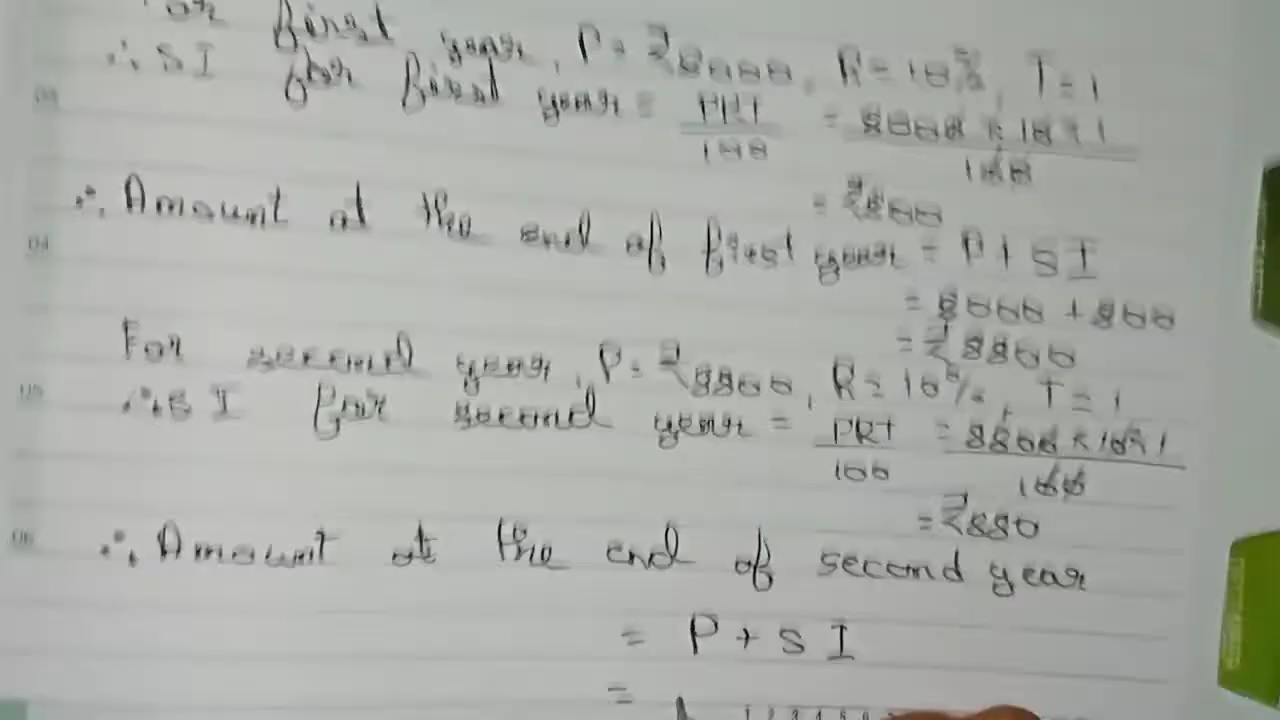 For first year, P = ₹8000, R = 10%, T = 1
∴ SI for first year = PRT/100 = 8000 × 10 × 1/100
= ₹800
∴ Amount at the end of first year = P + SI
= 8000 + 800
= ₹8800
For second year, P = ₹8800, R = 10%, T = 1
∴ SI for second year = PRT/100 = 8800 × 10 × 1/100
= ₹880
∴ Amount at the end of second year
= P + SI
=